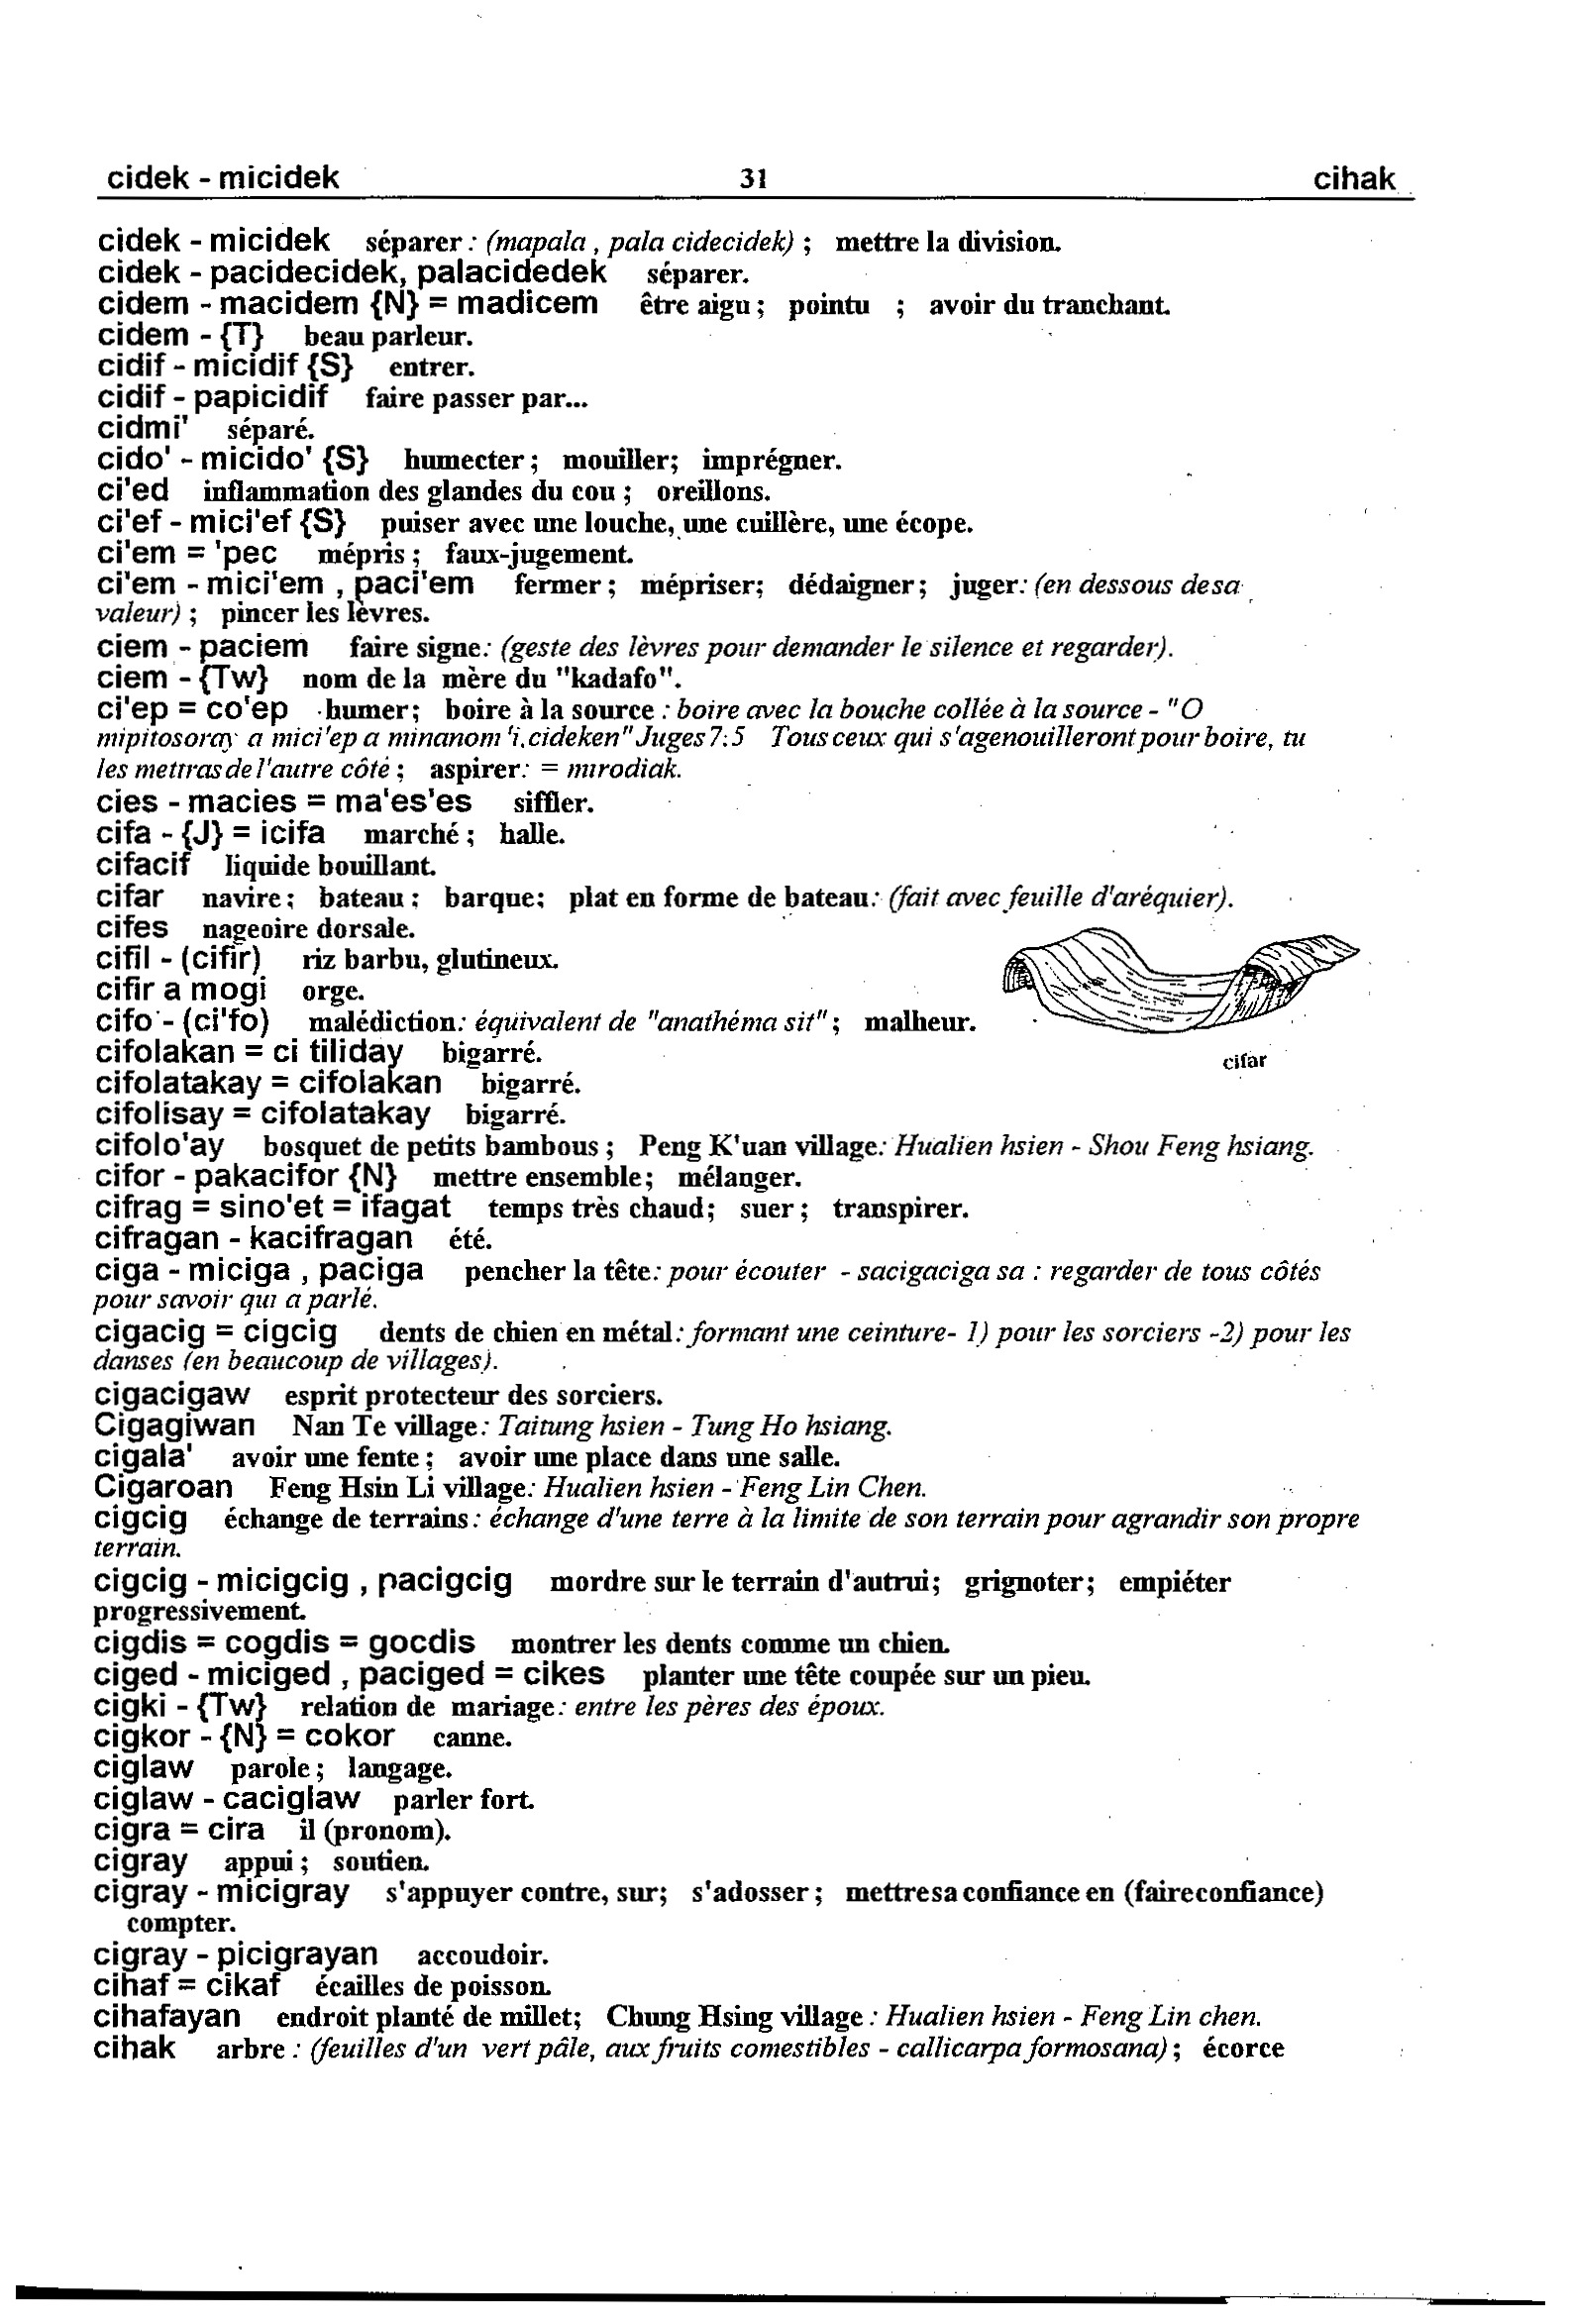 cidek - micidek 31 cihak
cidek - micidek séparer : (mapala , pala cidecidek) ; mettre la division.
cidek - pacidecidek, palacidedek séparer.
cidem - macidem {N} = madicem être aigu ; pointu ; avoir du tranchant.
cidem - {T} beau parleur.
cidif - micidif {S} entrer.
cidif - papicidif faire passer par...
cidmi' séparé.
cido' - micido' {S} humecter ; mouiller; imprégner.
ci'ed inflammation des glandes du cou ; oreillons.
ci'ef - mici'ef {S} puiser avec une louche, une cuillère, une écope.
ci'em = 'pec mépris ; faux-jugement.
ci'em - mici'em , paci'em fermer ; mépriser; dédaigner ; juger: (en dessous de sa
valeur) ; pincer les lèvres.
ciem - paciem faire signe: (geste des lèvres pour demander le silence et regarder).
ciem - {Tw} nom de la mère du "kadafo".
ci'ep = co'ep humer; boire à la source : boire avec la bouche collée à la source - "O
mipitosoray a mici'ep a minanom 'i cideken" Juges 7:5 Tous ceux qui s'agenouilleront pour boire, tu
les mettras de l'autre côté ; aspirer: = mirodiak.
cies - macies = ma'es'es siffler.
cifa - {J} = icifa marché ; halle.
cifacif liquide bouillant.
cifar navire ; bateau ; barque; plat en forme de bateau: (fait avec feuille d'aréquier).
cifes nageoire dorsale.
cifil - (cifir) riz barbu, glutineux.
cifir a mogi orge.
cifo - (ci'fo) malédiction: équivalent de "anathéma sit" ; malheur.
cifolakan = ci tiliday bigarré.
cifar
cifolatakay = cifolakan bigarré.
cifolisay = cifolatakay bigarré.
cifolo'ay bosquet de petits bambous ; Peng K'uan village: Hualien hsien - Shou Feng hsiang.
cifor - pakacifor {N} mettre ensemble ; mélanger.
cifrag = sino'et = ifagat temps très chaud ; suer ; transpirer.
cifragan - kacifragan été.
ciga - miciga , paciga pencher la tête: pour écouter - sacigaciga sa : regarder de tous côtés
pour savoir qui a parlé.
cigacig = cigcig dents de chien en métal: formant une ceinture- 1) pour les sorciers -2) pour les
danses (en beaucoup de villages).
cigacigaw esprit protecteur des sorciers.
Cigagiwan Nan Te village: Taitung hsien - Tung Ho hsiang.
cigala' avoir une fente ; avoir une place dans une salle.
Cigaroan Feng Hsin Li village: Hualien hsien - Feng Lin Chen.
cigcig échange de terrains : échange d'une terre à la limite de son terrain pour agrandir son propre
terrain.
cigcig - micigcig , pacigcig mordre sur le terrain d'autrui; grignoter; empiéter
progressivement.
cigdis = cogdis = gocdis montrer les dents comme un chien.
ciged - miciged , paciged = cikes planter une tête coupée sur un pieu.
cigki - {Tw} relation de mariage : entre les pères des époux.
cigkor - {N} = cokor canne.
ciglaw parole ; langage.
ciglaw - caciglaw parler fort.
cigra = cira il (pronom).
cigray appui ; soutien.
cigray - micigray s'appuyer contre, sur; s'adosser ; mettre sa confiance en (faire confiance)
compter.
cigray - picigrayan accoudoir.
cihaf = cikaf écailles de poisson.
cihafayan endroit planté de millet; Chung Hsing village : Hualien hsien - Feng Lin chen.
cihak arbre : (feuilles d'un vert pâle, aux fruits comestibles - callicarpa formosana) ; écorce